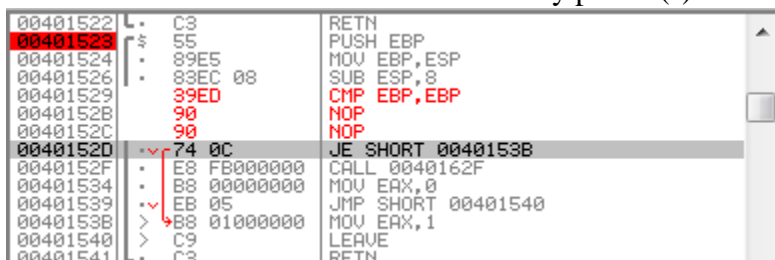 00401522 . C3 RETN
00401523 $ 55 PUSH EBP
00401524 . 89E5 MOV EBP,ESP
00401526 . 83EC 08 SUB ESP,8
00401529 39ED CMP EBP,EBP
0040152B 90 NOP
0040152C 90 NOP
0040152D . 74 0C JE SHORT 0040153B
0040152F . E8 FB000000 CALL 0040162F
00401534 . B8 00000000 MOV EAX,0
00401539 . EB 05 JMP SHORT 00401540
0040153B > B8 01000000 MOV EAX,1
00401540 > C9 LEAVE
00401541 . C3 RETN